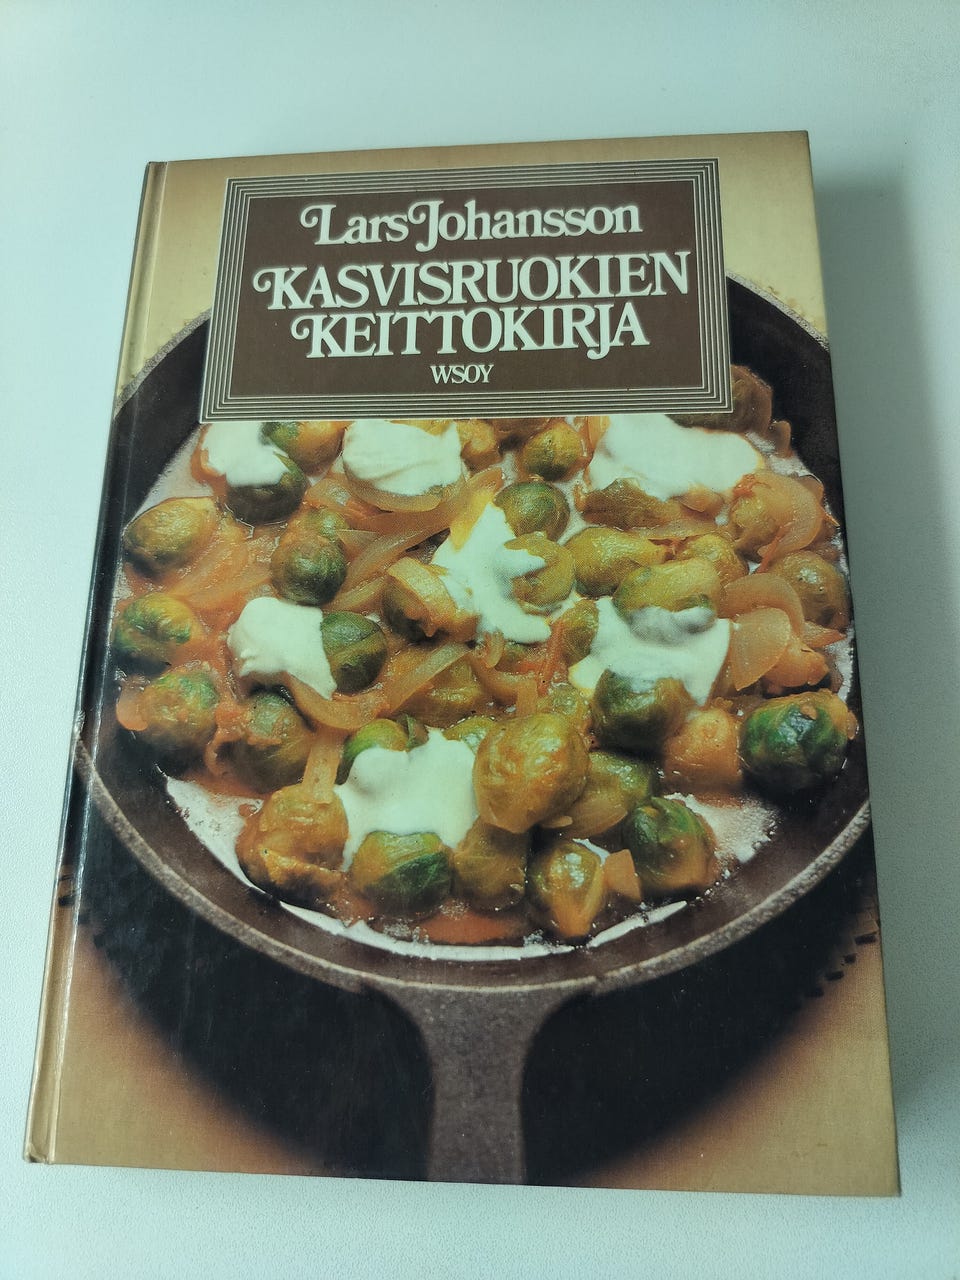 Lars Johansson
KASVISRUOKIEN
KEITTOKIRJA
WSOY